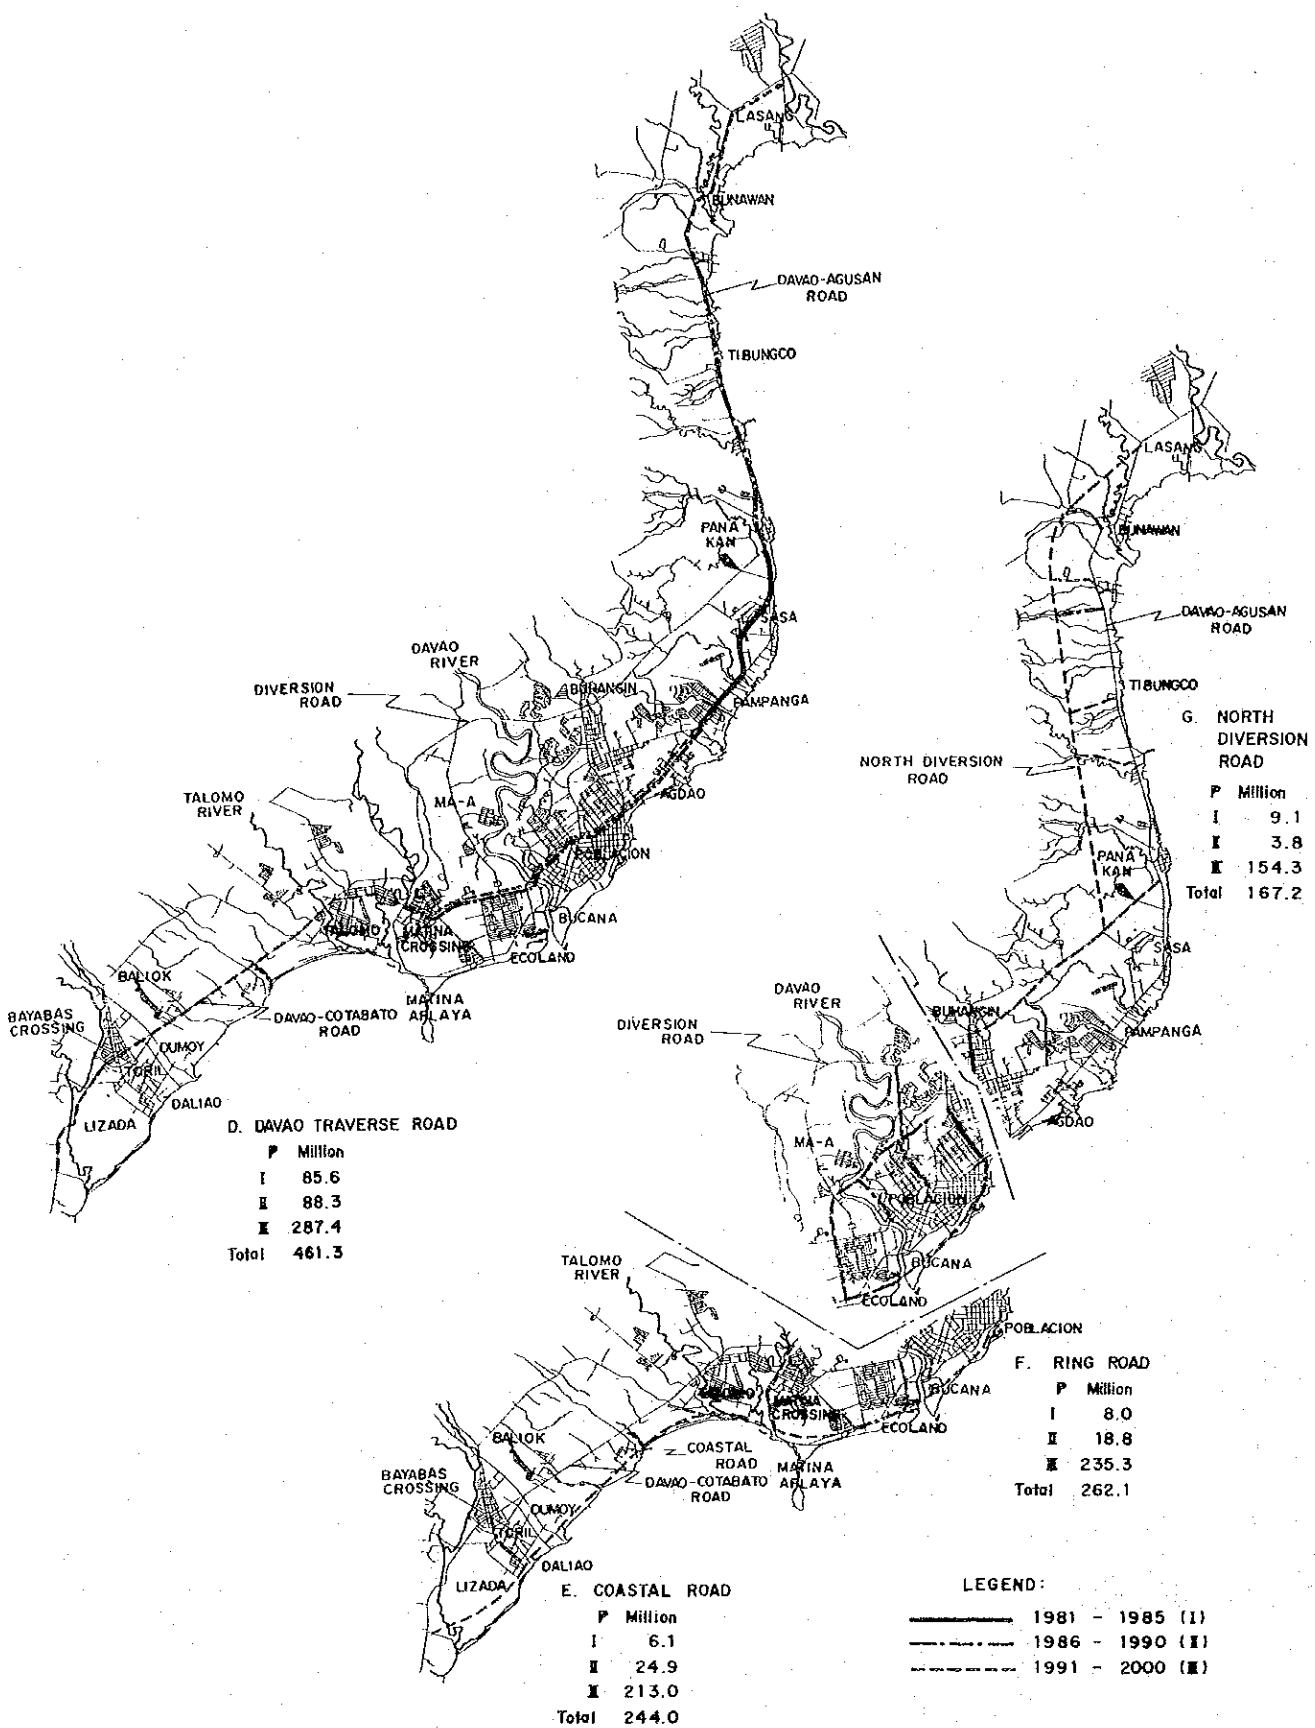 LASANG
BUNAWAN
DAVAO-AGUSAN
ROAD
TIBUNGCO
PANA
KAN
SASA
DAVAO
RIVER
DIVERSION
ROAD
BUHANGIN
PAMPANGA
TALOMO
RIVER
MA-A
AGDAO
POBLACION
TALOMO
MATINA
CROSSING
BUCANA
ECOLAND
BALIOK
MATINA
APLAYA
BAYABAS
CROSSING
DAVAO-COTABATO
ROAD
DUMOY
TORIL
DALIAO
LIZADA
D. DAVAO TRAVERSE ROAD
₱ Million
I 85.6
II 88.3
III 287.4
Total 461.3
LASANG
BUNAWAN
DAVAO-AGUSAN
ROAD
TIBUNGCO
G. NORTH
DIVERSION
ROAD
₱ Million
I 9.1
II 3.8
III 154.3
Total 167.2
NORTH DIVERSION
ROAD
PANA
KAN
SASA
DAVAO
RIVER
BUHANGIN
DIVERSION
ROAD
PAMPANGA
AGDAO
MA-A
POBLACION
BUCANA
ECOLAND
TALOMO
RIVER
POBLACION
F. RING ROAD
₱ Million
I 8.0
II 18.8
III 235.3
Total 262.1
BUCANA
TALOMO
MATINA
CROSSING
ECOLAND
BALIOK
COASTAL
ROAD
MATINA
APLAYA
BAYABAS
CROSSING
DAVAO-COTABATO
ROAD
DUMOY
TORIL
DALIAO
LIZADA
E. COASTAL ROAD
₱ Million
I 6.1
II 24.9
III 213.0
Total 244.0
LEGEND:
1981 - 1985 (I)
1986 - 1990 (II)
1991 - 2000 (III)